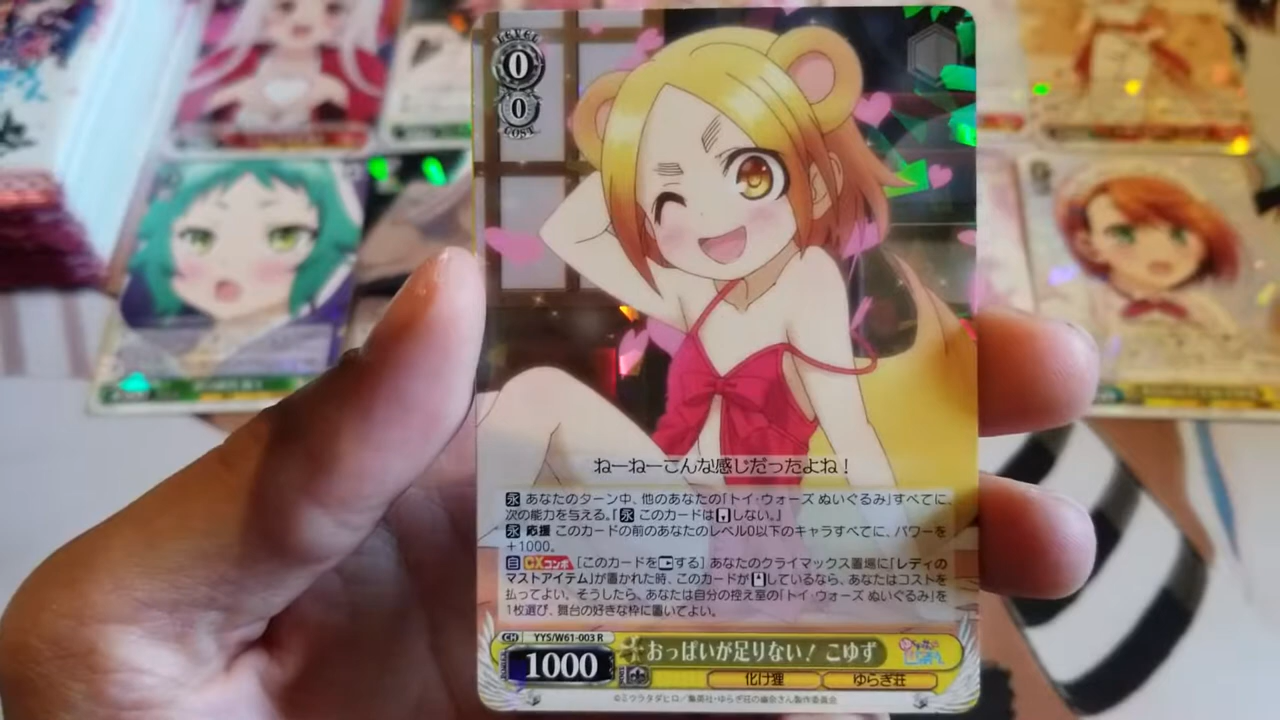 LEVEL
0
0
COST
ねーねーこんな感じだったよね！
永 あなたのターン中、他のあなたの「トイ・ウォーズ ぬいぐるみ」すべてに、
次の能力を与える。『永 このカードは しない。』
永 応援 このカードの前のあなたのレベル0以下のキャラすべてに、パワーを
＋1000。
自 CXコンボ ［このカードを する］ あなたのクライマックス置場に「レディの
マストアイテム」が置かれた時、このカードが しているなら、あなたはコストを
払ってよい。そうしたら、あなたは自分の控え室の「トイ・ウォーズ ぬいぐるみ」を
1枚選び、舞台の好きな枠に置いてよい。
CH YYS/W61-003 R
おっぱいが足りない！ こゆず
1000
化け狸 ゆらぎ荘
©ミウラタダヒロ／集英社・ゆらぎ荘の幽奈さん製作委員会